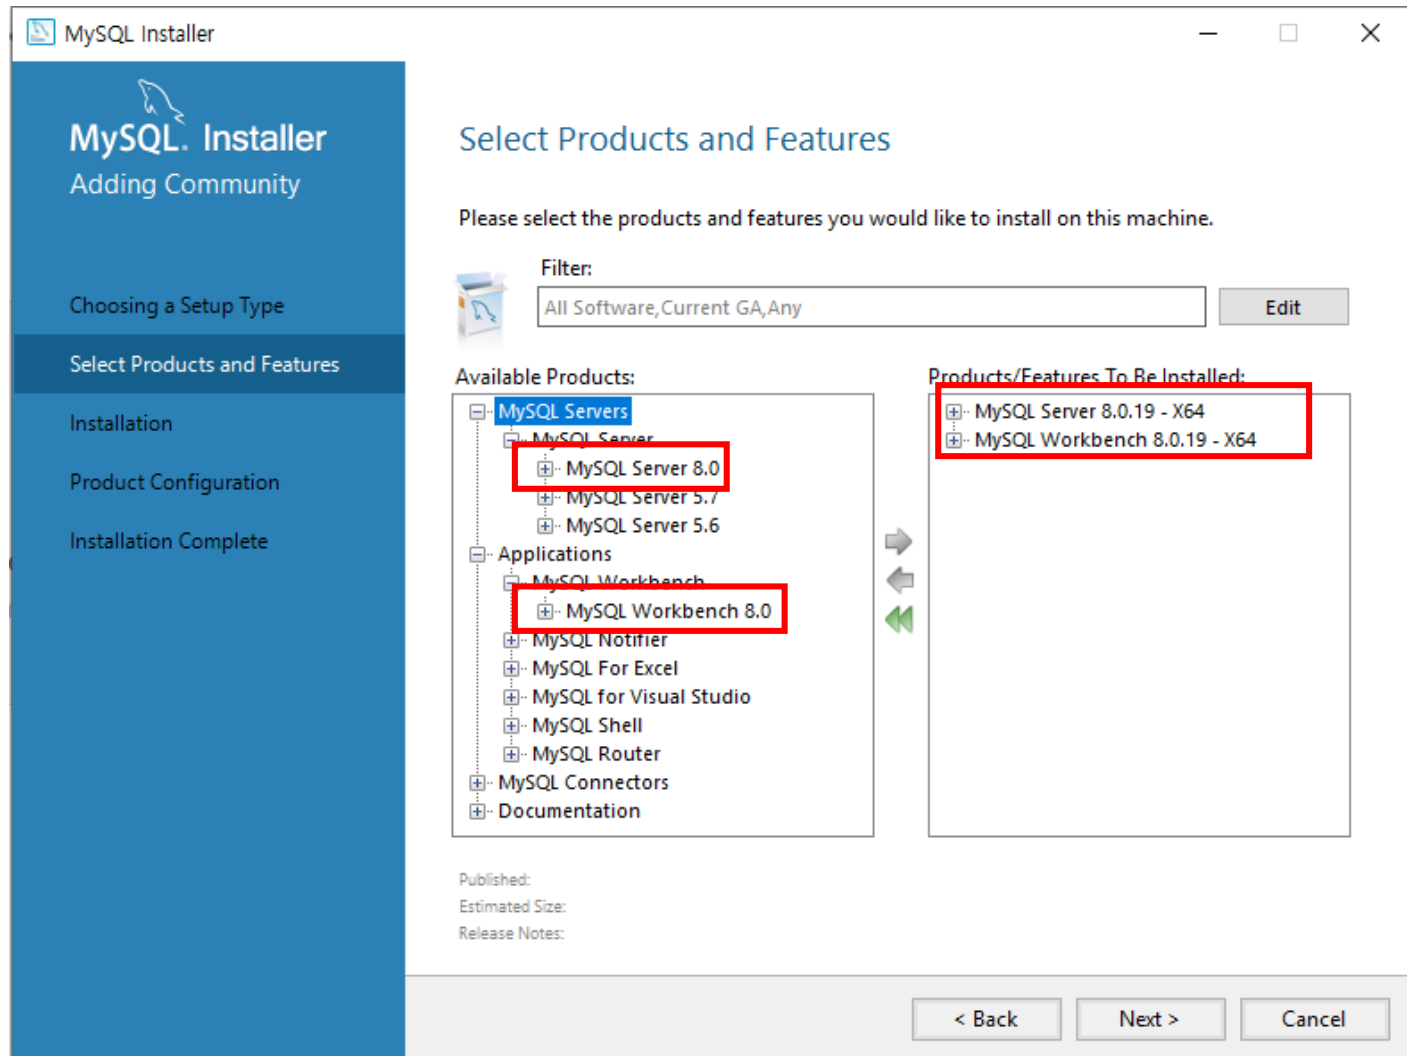 MySQL Installer
MySQL. Installer
Adding Community
Choosing a Setup Type
Select Products and Features
Installation
Product Configuration
Installation Complete
Select Products and Features
Please select the products and features you would like to install on this machine.
Filter:
All Software,Current GA,Any
Edit
Available Products:
MySQL Servers
MySQL Server
MySQL Server 8.0
MySQL Server 5.7
MySQL Server 5.6
Applications
MySQL Workbench
MySQL Workbench 8.0
MySQL Notifier
MySQL For Excel
MySQL for Visual Studio
MySQL Shell
MySQL Router
MySQL Connectors
Documentation
Products/Features To Be Installed:
MySQL Server 8.0.19 - X64
MySQL Workbench 8.0.19 - X64
Published:
Estimated Size:
Release Notes:
< Back
Next >
Cancel